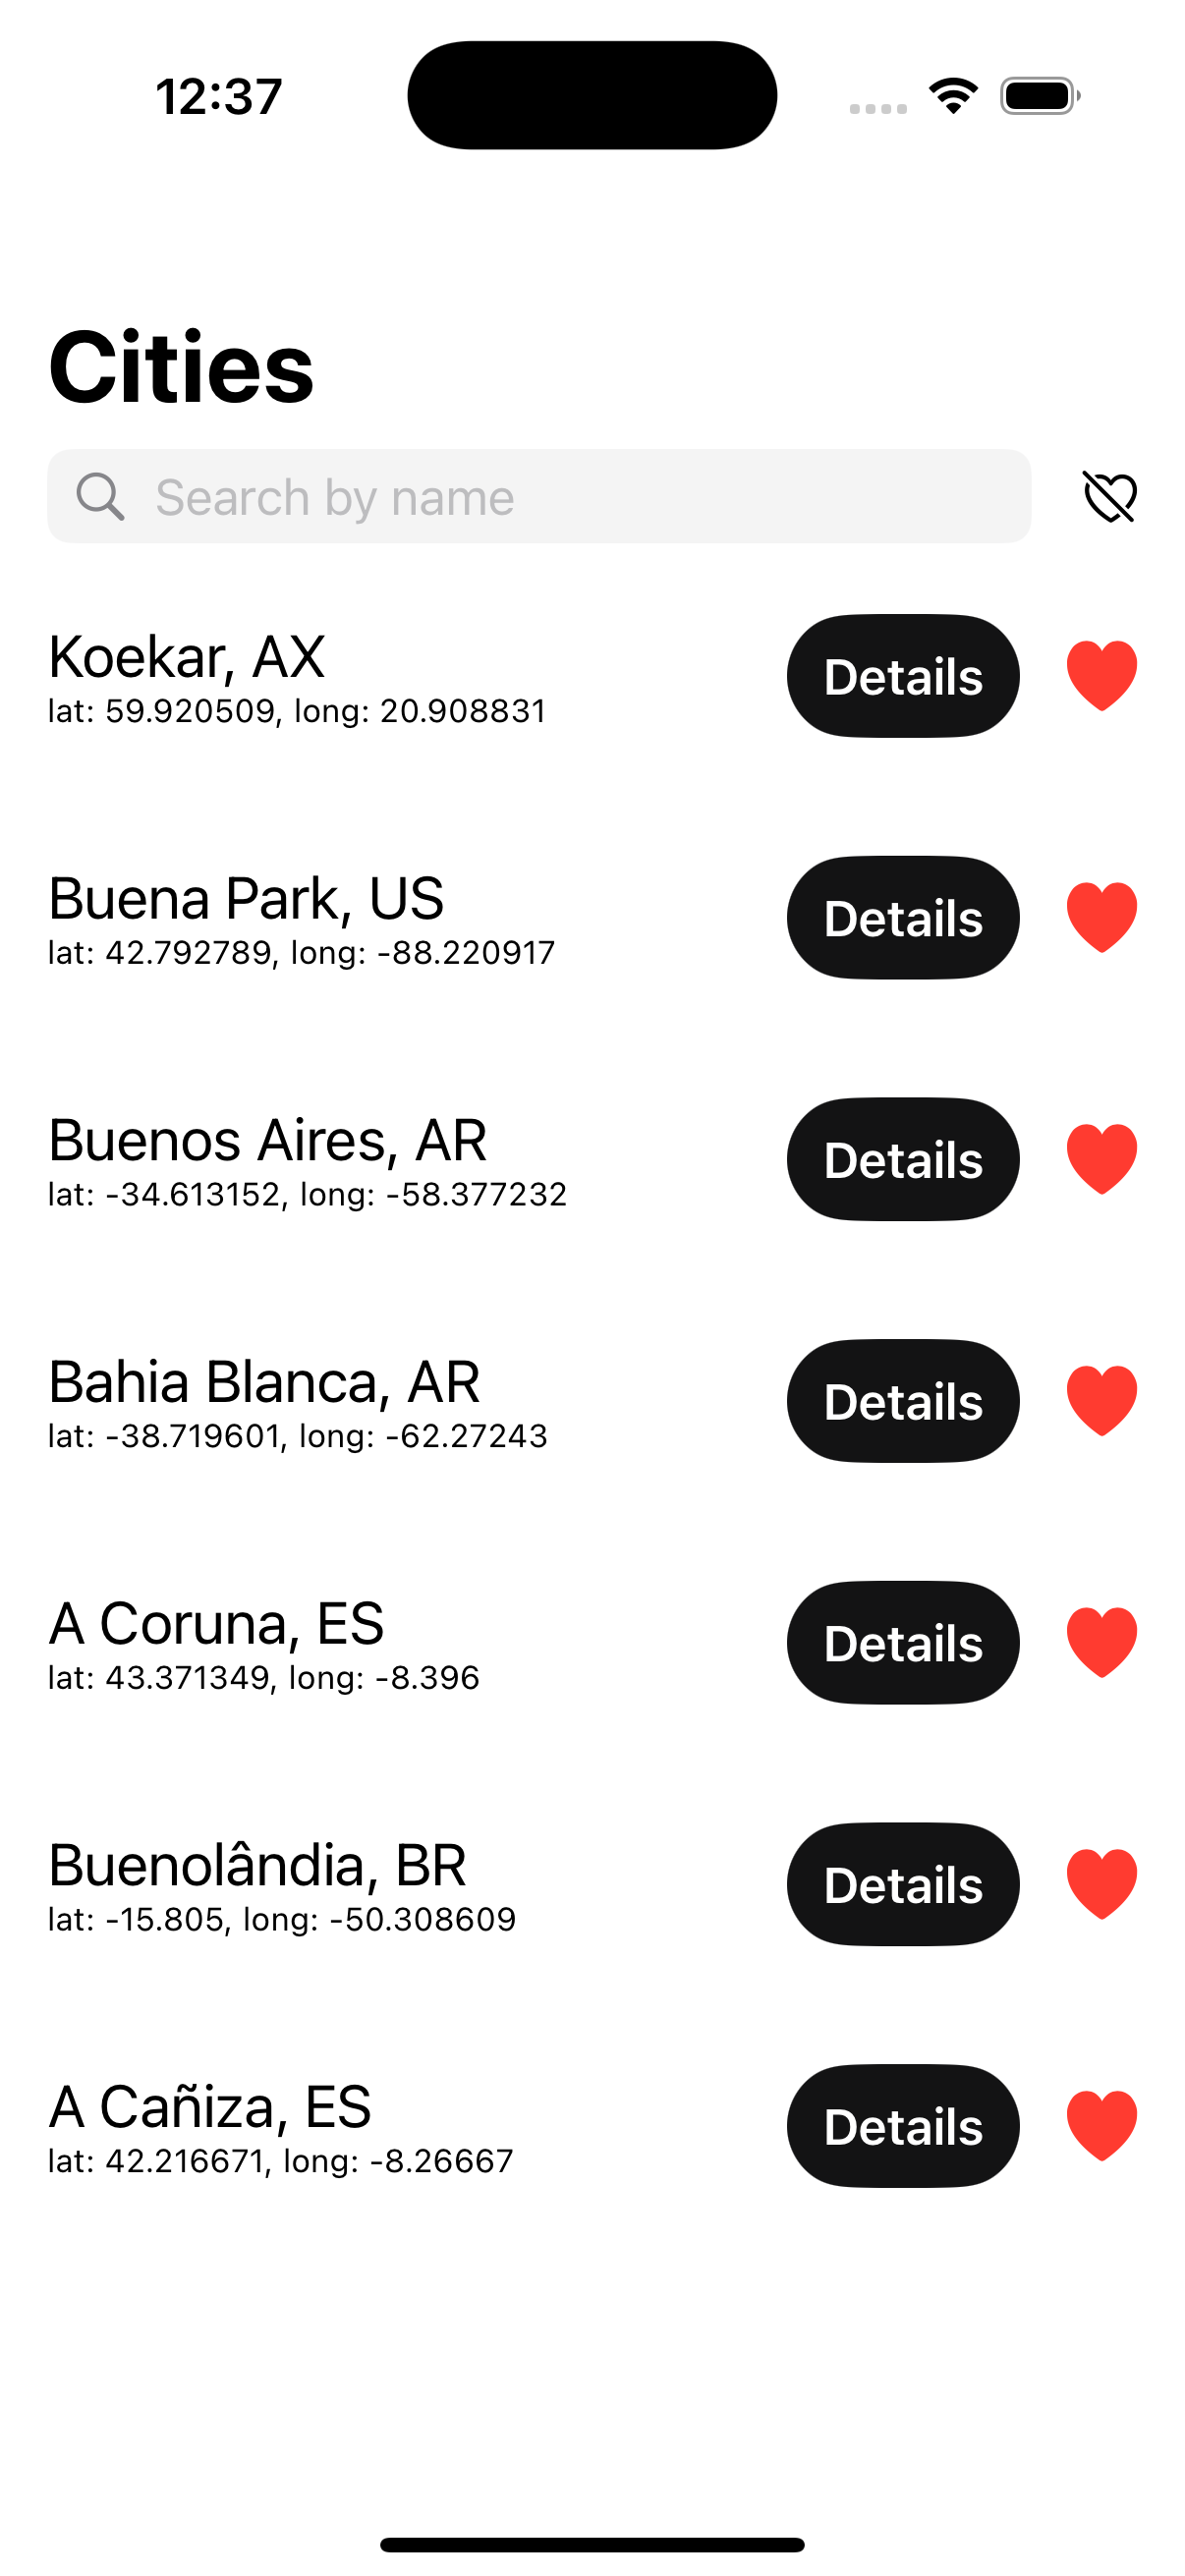 12:37
Cities
Search by name
Koekar, AX
lat: 59.920509, long: 20.908831
Details
Buena Park, US
lat: 42.792789, long: -88.220917
Details
Buenos Aires, AR
lat: -34.613152, long: -58.377232
Details
Bahia Blanca, AR
lat: -38.719601, long: -62.27243
Details
A Coruna, ES
lat: 43.371349, long: -8.396
Details
Buenolândia, BR
lat: -15.805, long: -50.308609
Details
A Cañiza, ES
lat: 42.216671, long: -8.26667
Details